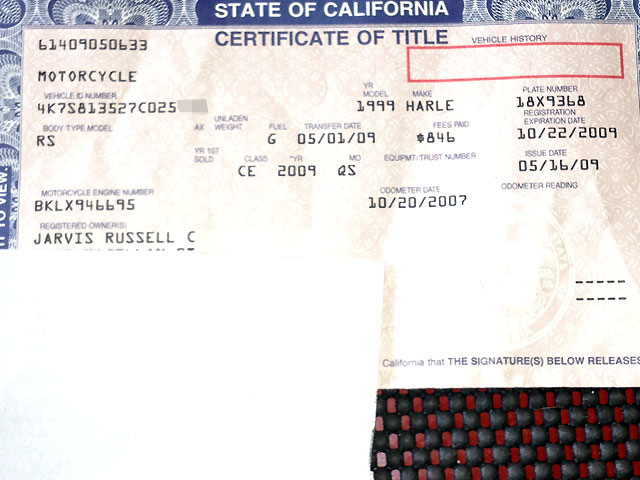 STATE OF CALIFORNIA
CERTIFICATE OF TITLE
VEHICLE HISTORY
61409050633
MOTORCYCLE
VEHICLE ID NUMBER YR MODEL MAKE PLATE NUMBER
4K7S813527C025 1999 HARLE 18X9368
BODY TYPE MODEL AX UNLADEN WEIGHT FUEL TRANSFER DATE FEES PAID REGISTRATION EXPIRATION DATE
RS G 05/01/09 $846 10/22/2009
YR 1ST SOLD CLASS *YR MO EQUIPMT/TRUST NUMBER ISSUE DATE
CE 2009 QS 05/16/09
MOTORCYCLE ENGINE NUMBER ODOMETER DATE ODOMETER READING
BKLX946695 10/20/2007
REGISTERED OWNER(S)
JARVIS RUSSELL C
California that THE SIGNATURE(S) BELOW RELEASES
TO VIEW.